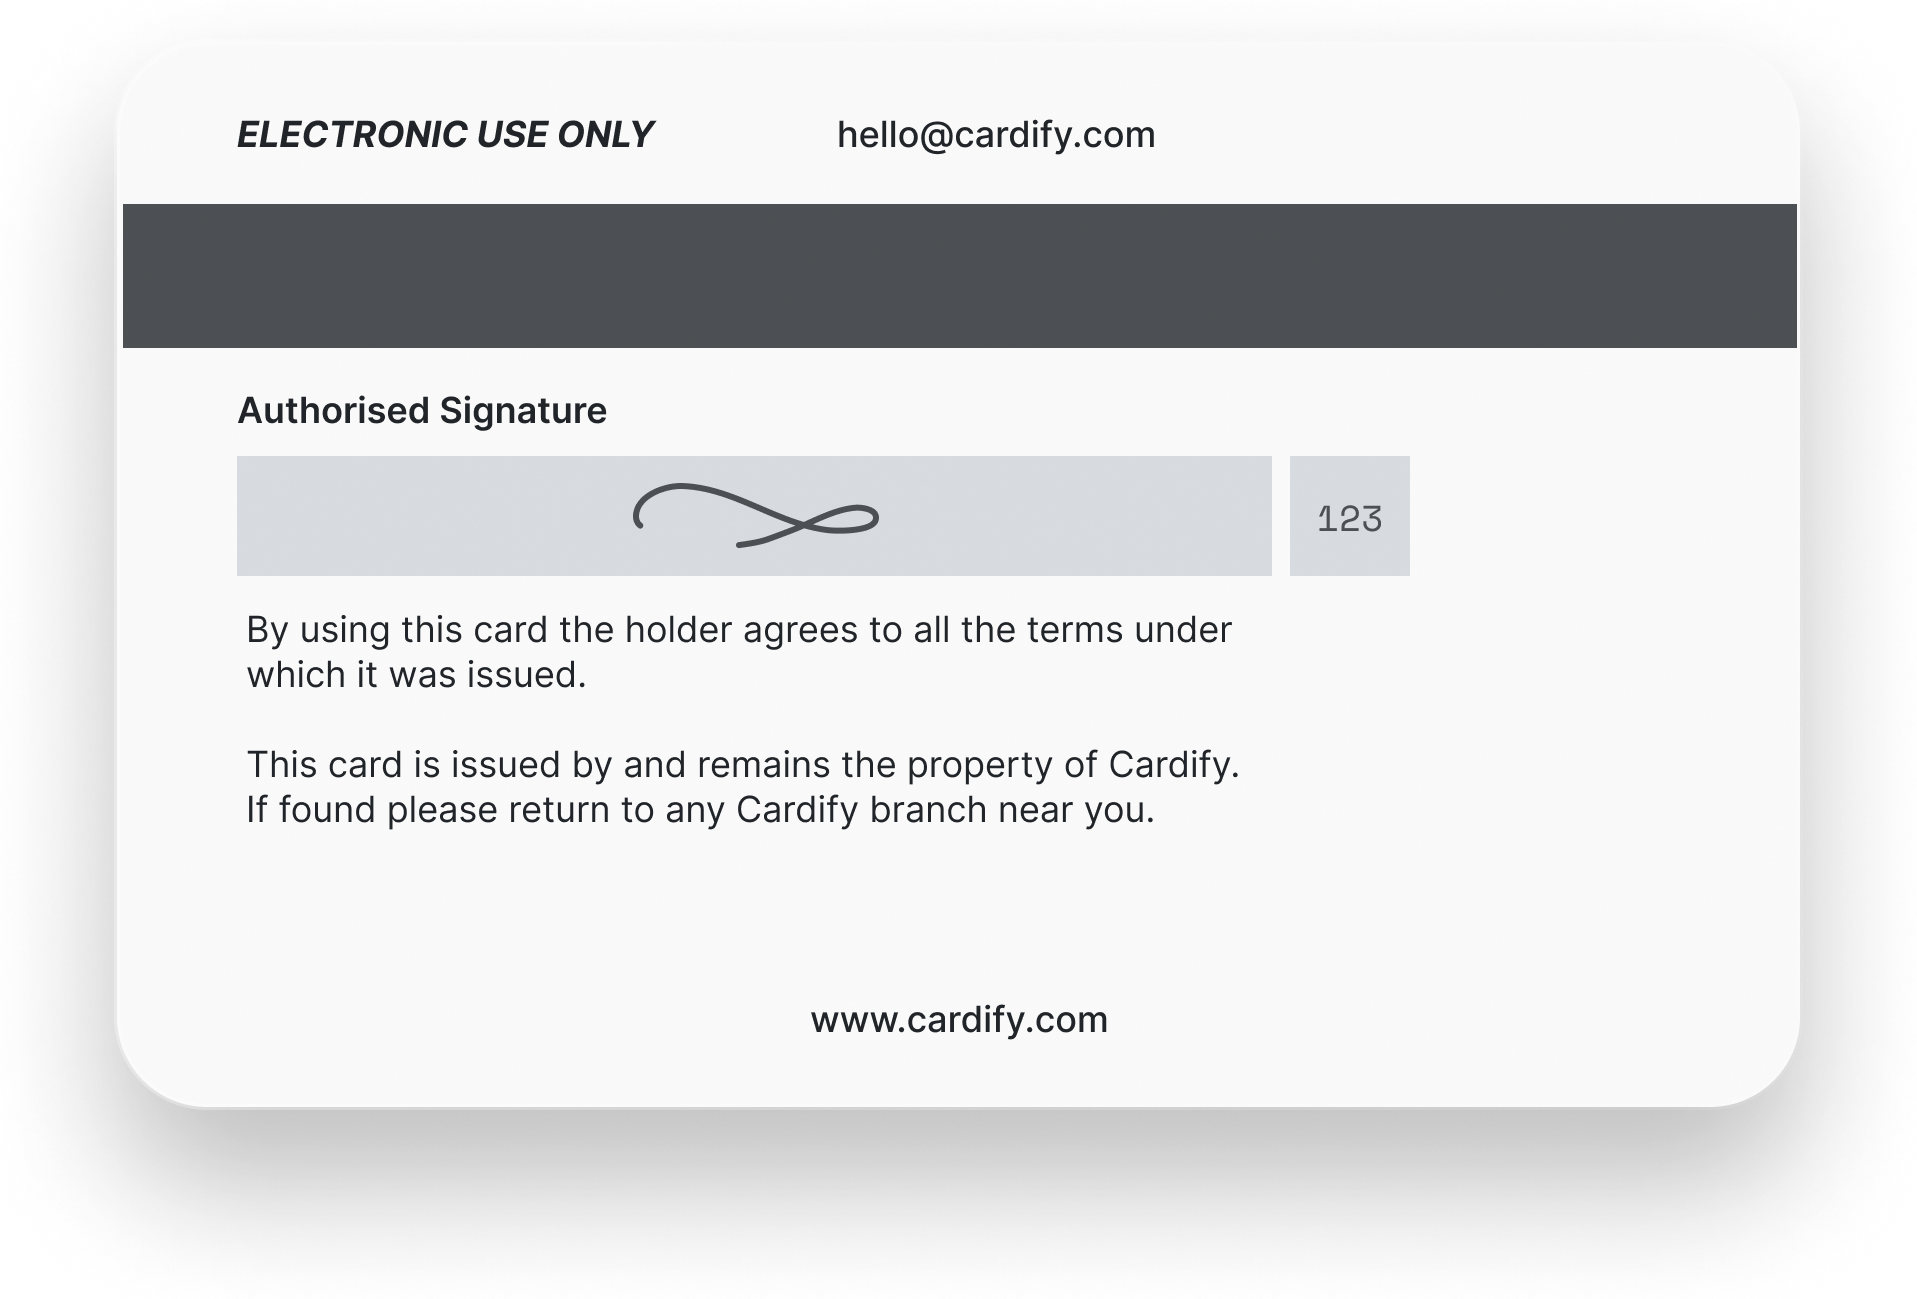 ELECTRONIC USE ONLY
hello@cardify.com
Authorised Signature
123
By using this card the holder agrees to all the terms under
which it was issued.
This card is issued by and remains the property of Cardify.
If found please return to any Cardify branch near you.
www.cardify.com